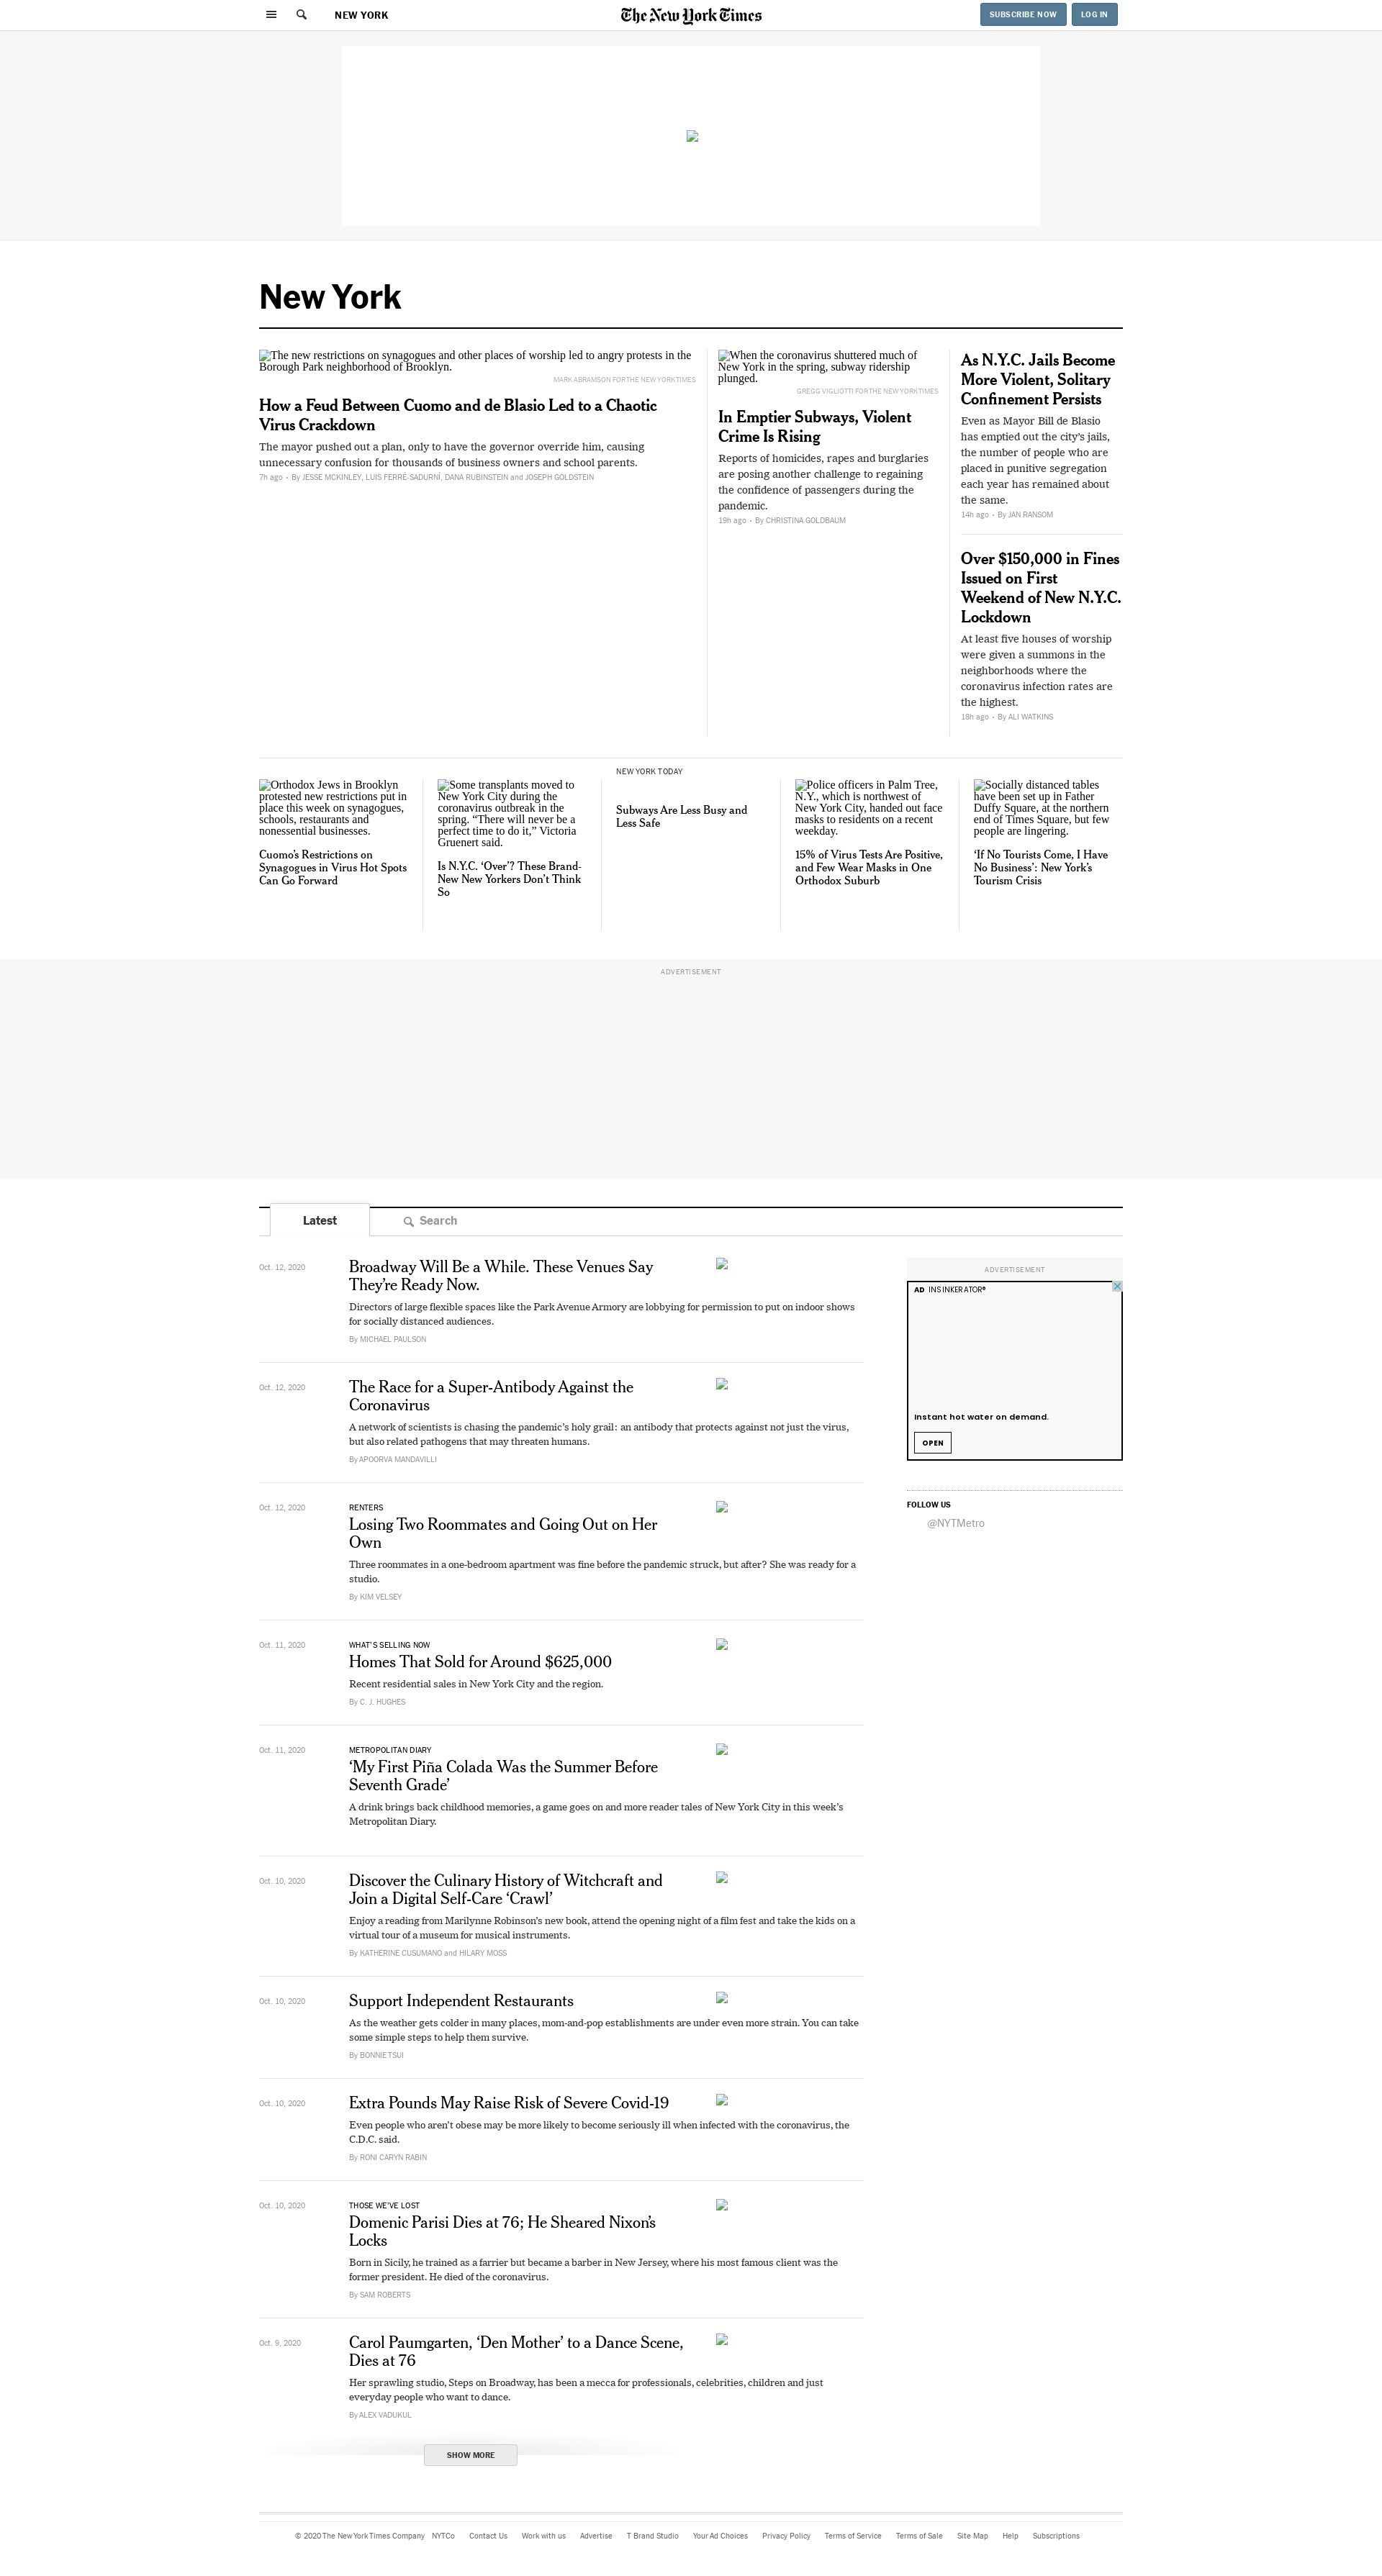 NEW YORK
The New York Times
SUBSCRIBE NOW
LOG IN
New York
The new restrictions on synagogues and other places of worship led to angry protests in the
Borough Park neighborhood of Brooklyn.
MARK ABRAMSON FOR THE NEW YORK TIMES
How a Feud Between Cuomo and de Blasio Led to a Chaotic
Virus Crackdown
The mayor pushed out a plan, only to have the governor override him, causing
unnecessary confusion for thousands of business owners and school parents.
7h ago • By JESSE MCKINLEY, LUIS FERRÉ-SADURNÍ, DANA RUBINSTEIN and JOSEPH GOLDSTEIN
When the coronavirus shuttered much of
New York in the spring, subway ridership
plunged.
GREGG VIGLIOTTI FOR THE NEW YORK TIMES
In Emptier Subways, Violent
Crime Is Rising
Reports of homicides, rapes and burglaries
are posing another challenge to regaining
the confidence of passengers during the
pandemic.
19h ago • By CHRISTINA GOLDBAUM
As N.Y.C. Jails Become
More Violent, Solitary
Confinement Persists
Even as Mayor Bill de Blasio
has emptied out the city’s jails,
the number of people who are
placed in punitive segregation
each year has remained about
the same.
14h ago • By JAN RANSOM
Over $150,000 in Fines
Issued on First
Weekend of New N.Y.C.
Lockdown
At least five houses of worship
were given a summons in the
neighborhoods where the
coronavirus infection rates are
the highest.
18h ago • By ALI WATKINS
Orthodox Jews in Brooklyn
protested new restrictions put in
place this week on synagogues,
schools, restaurants and
nonessential businesses.
Cuomo’s Restrictions on
Synagogues in Virus Hot Spots
Can Go Forward
Some transplants moved to
New York City during the
coronavirus outbreak in the
spring. “There will never be a
perfect time to do it,” Victoria
Gruenert said.
Is N.Y.C. ‘Over’? These Brand-
New New Yorkers Don’t Think
So
NEW YORK TODAY
Subways Are Less Busy and
Less Safe
Police officers in Palm Tree,
N.Y., which is northwest of
New York City, handed out face
masks to residents on a recent
weekday.
15% of Virus Tests Are Positive,
and Few Wear Masks in One
Orthodox Suburb
Socially distanced tables
have been set up in Father
Duffy Square, at the northern
end of Times Square, but few
people are lingering.
‘If No Tourists Come, I Have
No Business’: New York’s
Tourism Crisis
ADVERTISEMENT
Latest
Search
Oct. 12, 2020
Broadway Will Be a While. These Venues Say
They’re Ready Now.
Directors of large flexible spaces like the Park Avenue Armory are lobbying for permission to put on indoor shows
for socially distanced audiences.
By MICHAEL PAULSON
Oct. 12, 2020
The Race for a Super-Antibody Against the
Coronavirus
A network of scientists is chasing the pandemic’s holy grail: an antibody that protects against not just the virus,
but also related pathogens that may threaten humans.
By APOORVA MANDAVILLI
Oct. 12, 2020
RENTERS
Losing Two Roommates and Going Out on Her
Own
Three roommates in a one-bedroom apartment was fine before the pandemic struck, but after? She was ready for a
studio.
By KIM VELSEY
Oct. 11, 2020
WHAT’S SELLING NOW
Homes That Sold for Around $625,000
Recent residential sales in New York City and the region.
By C. J. HUGHES
Oct. 11, 2020
METROPOLITAN DIARY
‘My First Piña Colada Was the Summer Before
Seventh Grade’
A drink brings back childhood memories, a game goes on and more reader tales of New York City in this week’s
Metropolitan Diary.
Oct. 10, 2020
Discover the Culinary History of Witchcraft and
Join a Digital Self-Care ‘Crawl’
Enjoy a reading from Marilynne Robinson’s new book, attend the opening night of a film fest and take the kids on a
virtual tour of a museum for musical instruments.
By KATHERINE CUSUMANO and HILARY MOSS
Oct. 10, 2020
Support Independent Restaurants
As the weather gets colder in many places, mom-and-pop establishments are under even more strain. You can take
some simple steps to help them survive.
By BONNIE TSUI
Oct. 10, 2020
Extra Pounds May Raise Risk of Severe Covid-19
Even people who aren’t obese may be more likely to become seriously ill when infected with the coronavirus, the
C.D.C. said.
By RONI CARYN RABIN
Oct. 10, 2020
THOSE WE’VE LOST
Domenic Parisi Dies at 76; He Sheared Nixon’s
Locks
Born in Sicily, he trained as a farrier but became a barber in New Jersey, where his most famous client was the
former president. He died of the coronavirus.
By SAM ROBERTS
Oct. 9, 2020
Carol Paumgarten, ‘Den Mother’ to a Dance Scene,
Dies at 76
Her sprawling studio, Steps on Broadway, has been a mecca for professionals, celebrities, children and just
everyday people who want to dance.
By ALEX VADUKUL
SHOW MORE
ADVERTISEMENT
AD INSINKERATOR®
Instant hot water on demand.
OPEN
FOLLOW US
@NYTMetro
© 2020 The New York Times Company NYTCo Contact Us Work with us Advertise T Brand Studio Your Ad Choices Privacy Policy Terms of Service Terms of Sale Site Map Help Subscriptions